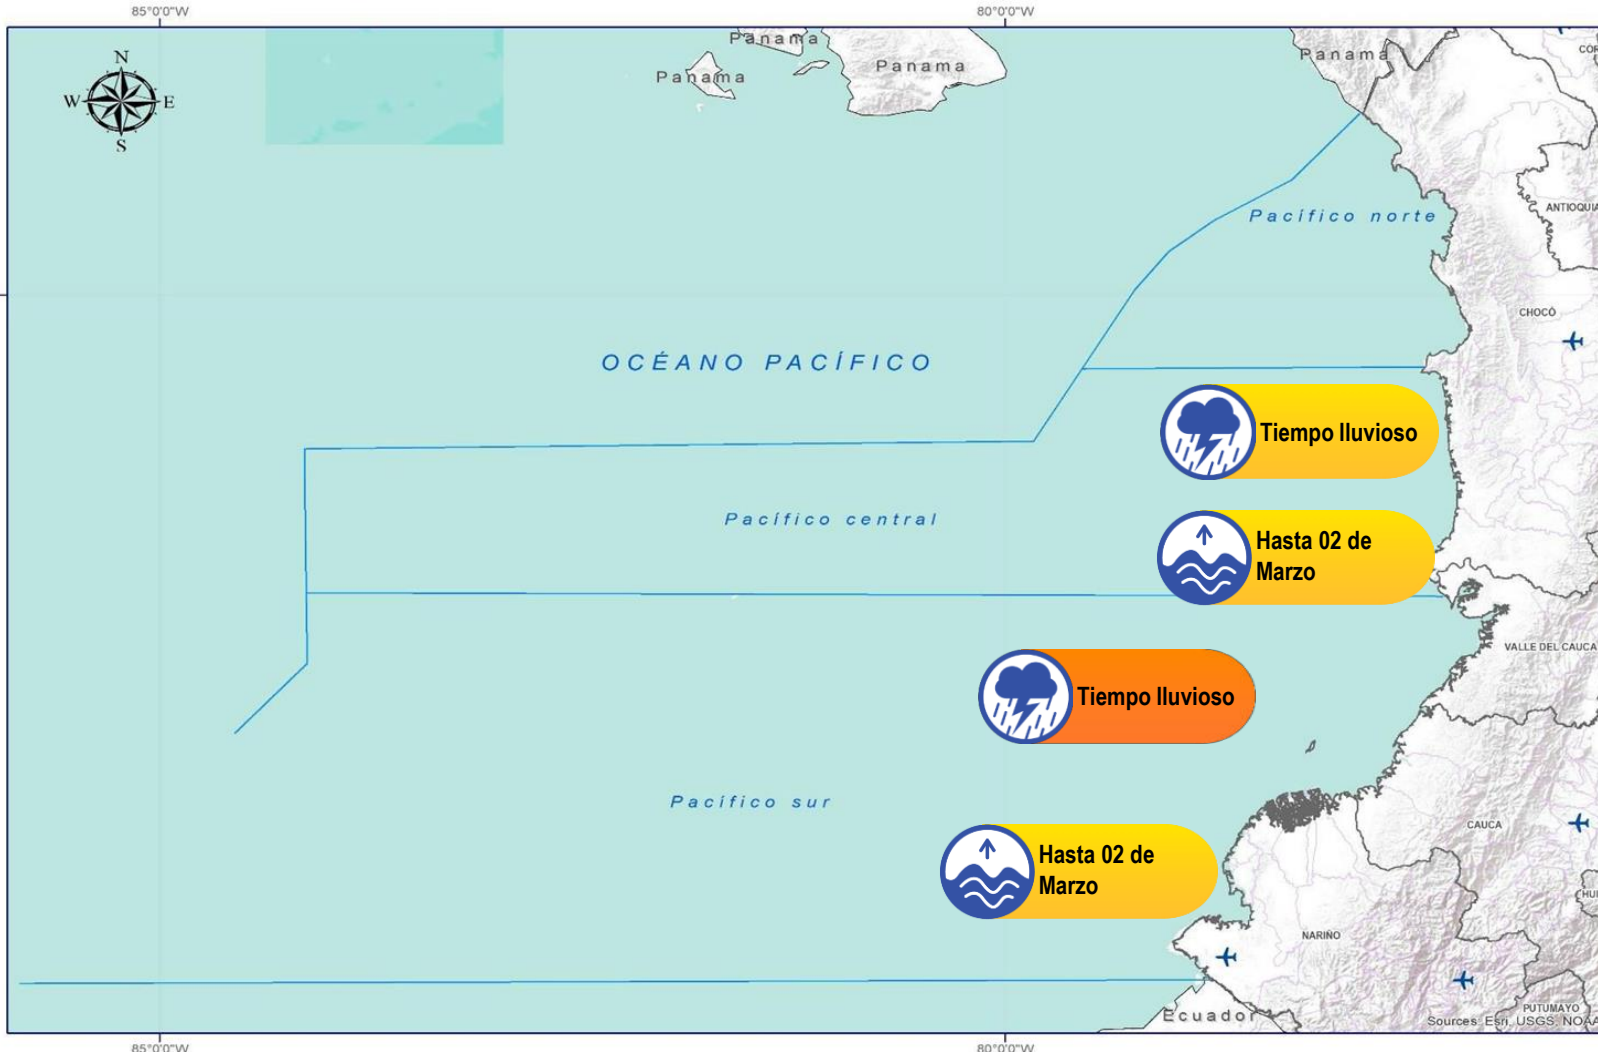 85°0'0"W
80°0'0"W
N
W
E
S
Panama
Panama
Panama
Panama
COR
ANTIOQUIA
Pacífico norte
CHOCÓ
OCÉANO PACÍFICO
Tiempo lluvioso
Pacífico central
Hasta 02 de
Marzo
VALLE DEL CAUCA
Tiempo lluvioso
Pacífico sur
CAUCA
Hasta 02 de
Marzo
HUI
NARIÑO
PUTUMAYO
Ecuador
Sources: Esri, USGS, NOAA
85°0'0"W
80°0'0"W